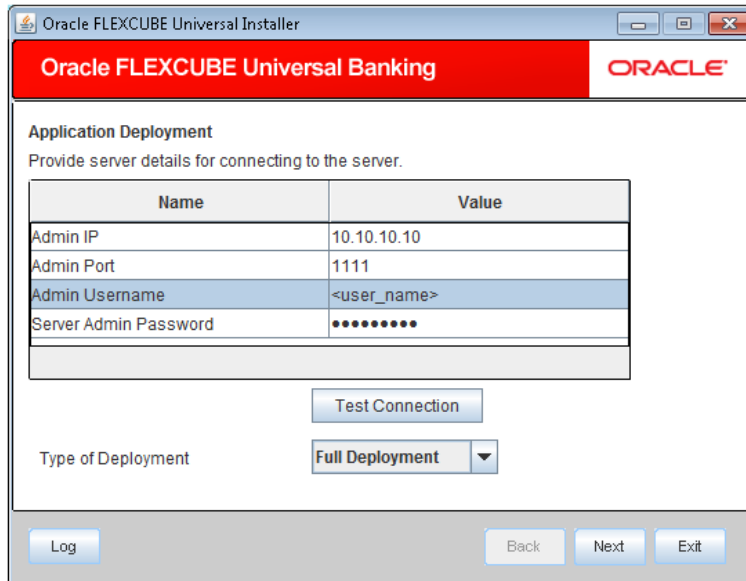 Oracle FLEXCUBE Universal Installer
Oracle FLEXCUBE Universal Banking
ORACLE
Application Deployment
Provide server details for connecting to the server.
Name Value
Admin IP 10.10.10.10
Admin Port 1111
Admin Username <user_name>
Server Admin Password •••••••••
Test Connection
Type of Deployment Full Deployment
Log Back Next Exit